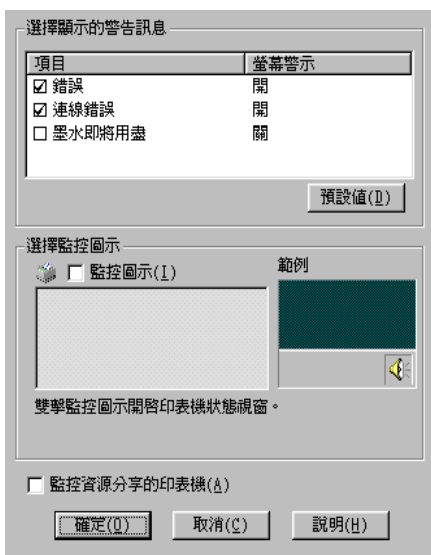 選擇顯示的警告訊息
項目 螢幕警示
錯誤 開
連線錯誤 開
墨水即將用盡 關
預設值(D)
選擇監控圖示
監控圖示(I) 範例
雙擊監控圖示開啓印表機狀態視窗。
監控資源分享的印表機(A)
確定(O) 取消(C) 説明(H)